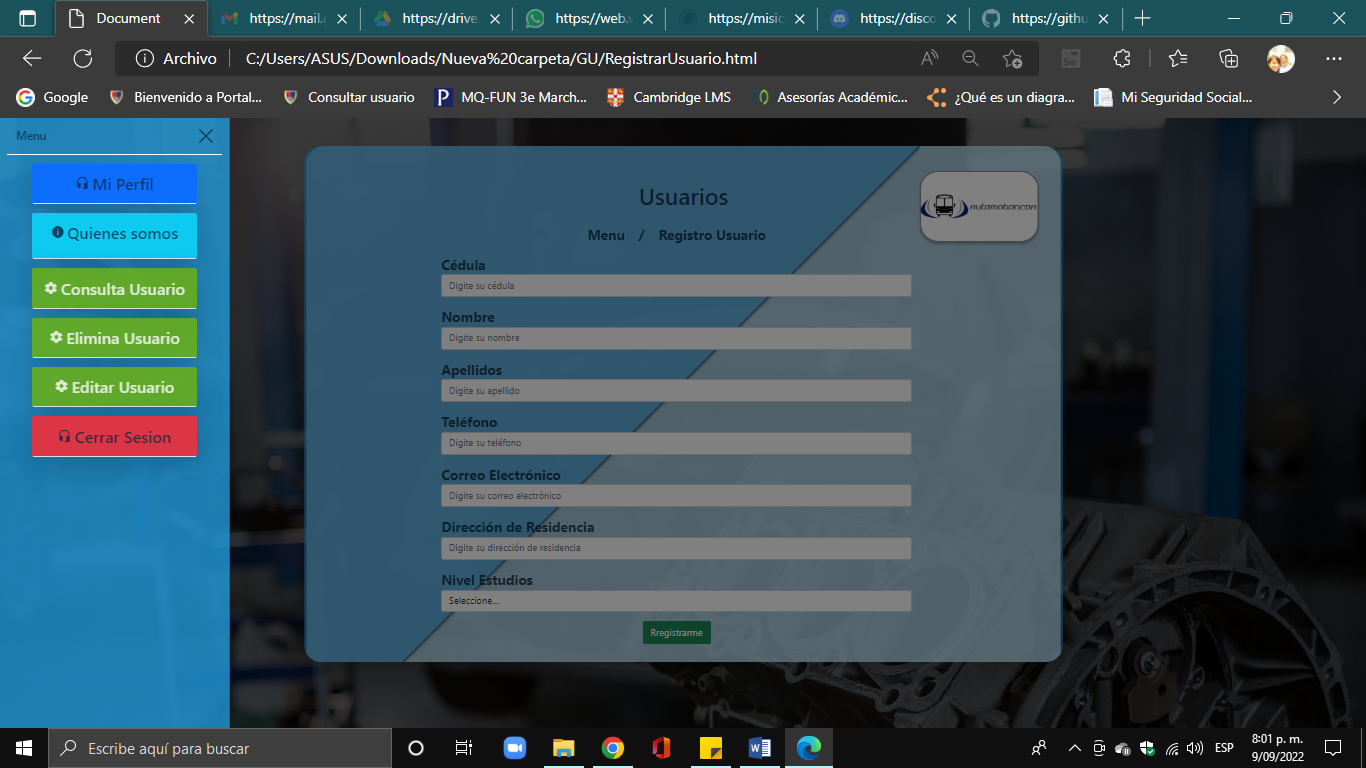 Document
https://mail.g
https://drive.
https://web.v
https://misio
https://disco
https://githu
Archivo
C:/Users/ASUS/Downloads/Nueva%20carpeta/GU/RegistrarUsuario.html
Google
Bienvenido a Portal...
Consultar usuario
MQ-FUN 3e March...
Cambridge LMS
Asesorías Académic...
¿Qué es un diagra...
Mi Seguridad Social...
Menu
Mi Perfil
Quienes somos
Consulta Usuario
Elimina Usuario
Editar Usuario
Cerrar Sesion
Usuarios
AUTOMOTIONCDA
Menu / Registro Usuario
Cédula
Digite su cédula
Nombre
Digite su nombre
Apellidos
Digite su apellido
Teléfono
Digite su teléfono
Correo Electrónico
Digite su correo electrónico
Dirección de Residencia
Digite su dirección de residencia
Nivel Estudios
Seleccione...
Rregistrarme
Escribe aquí para buscar
ESP
8:01 p. m.
9/09/2022